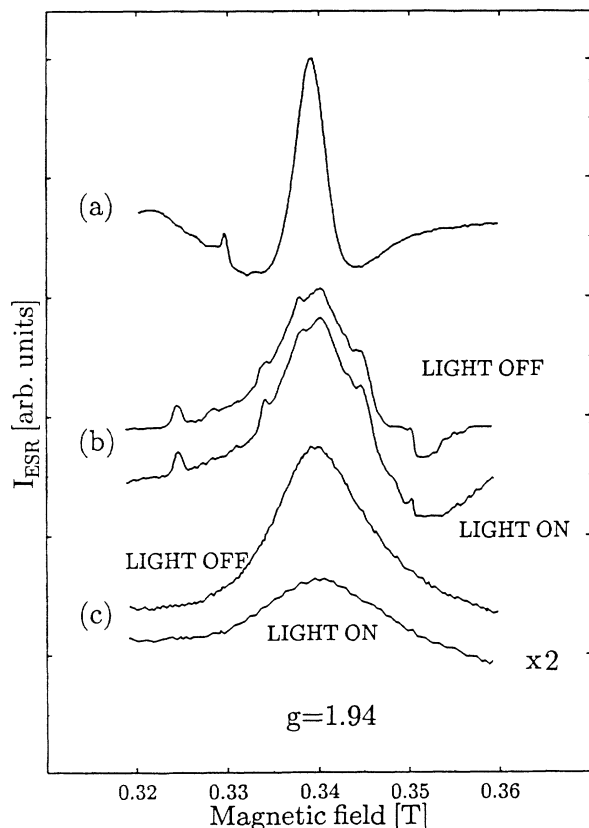 (a)
I_ESR [arb. units]
LIGHT OFF
(b)
LIGHT ON
LIGHT OFF
(c)
LIGHT ON
x2
g=1.94
0.32 0.33 0.34 0.35 0.36
Magnetic field [T]